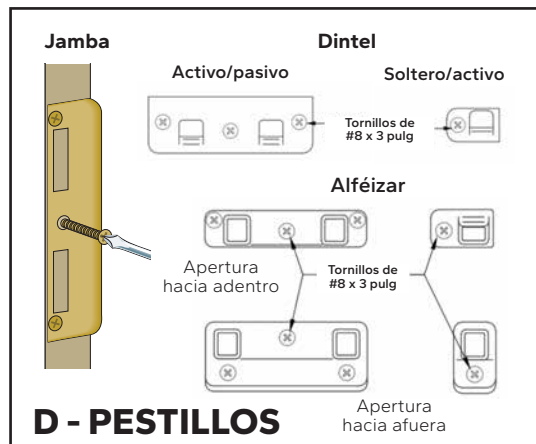 Jamba
Dintel
Activo/pasivo
Soltero/activo
Tornillos de
#8 x 3 pulg
Alféizar
Apertura
hacia adentro
Tornillos de
#8 x 3 pulg
Apertura
hacia afuera
D - PESTILLOS